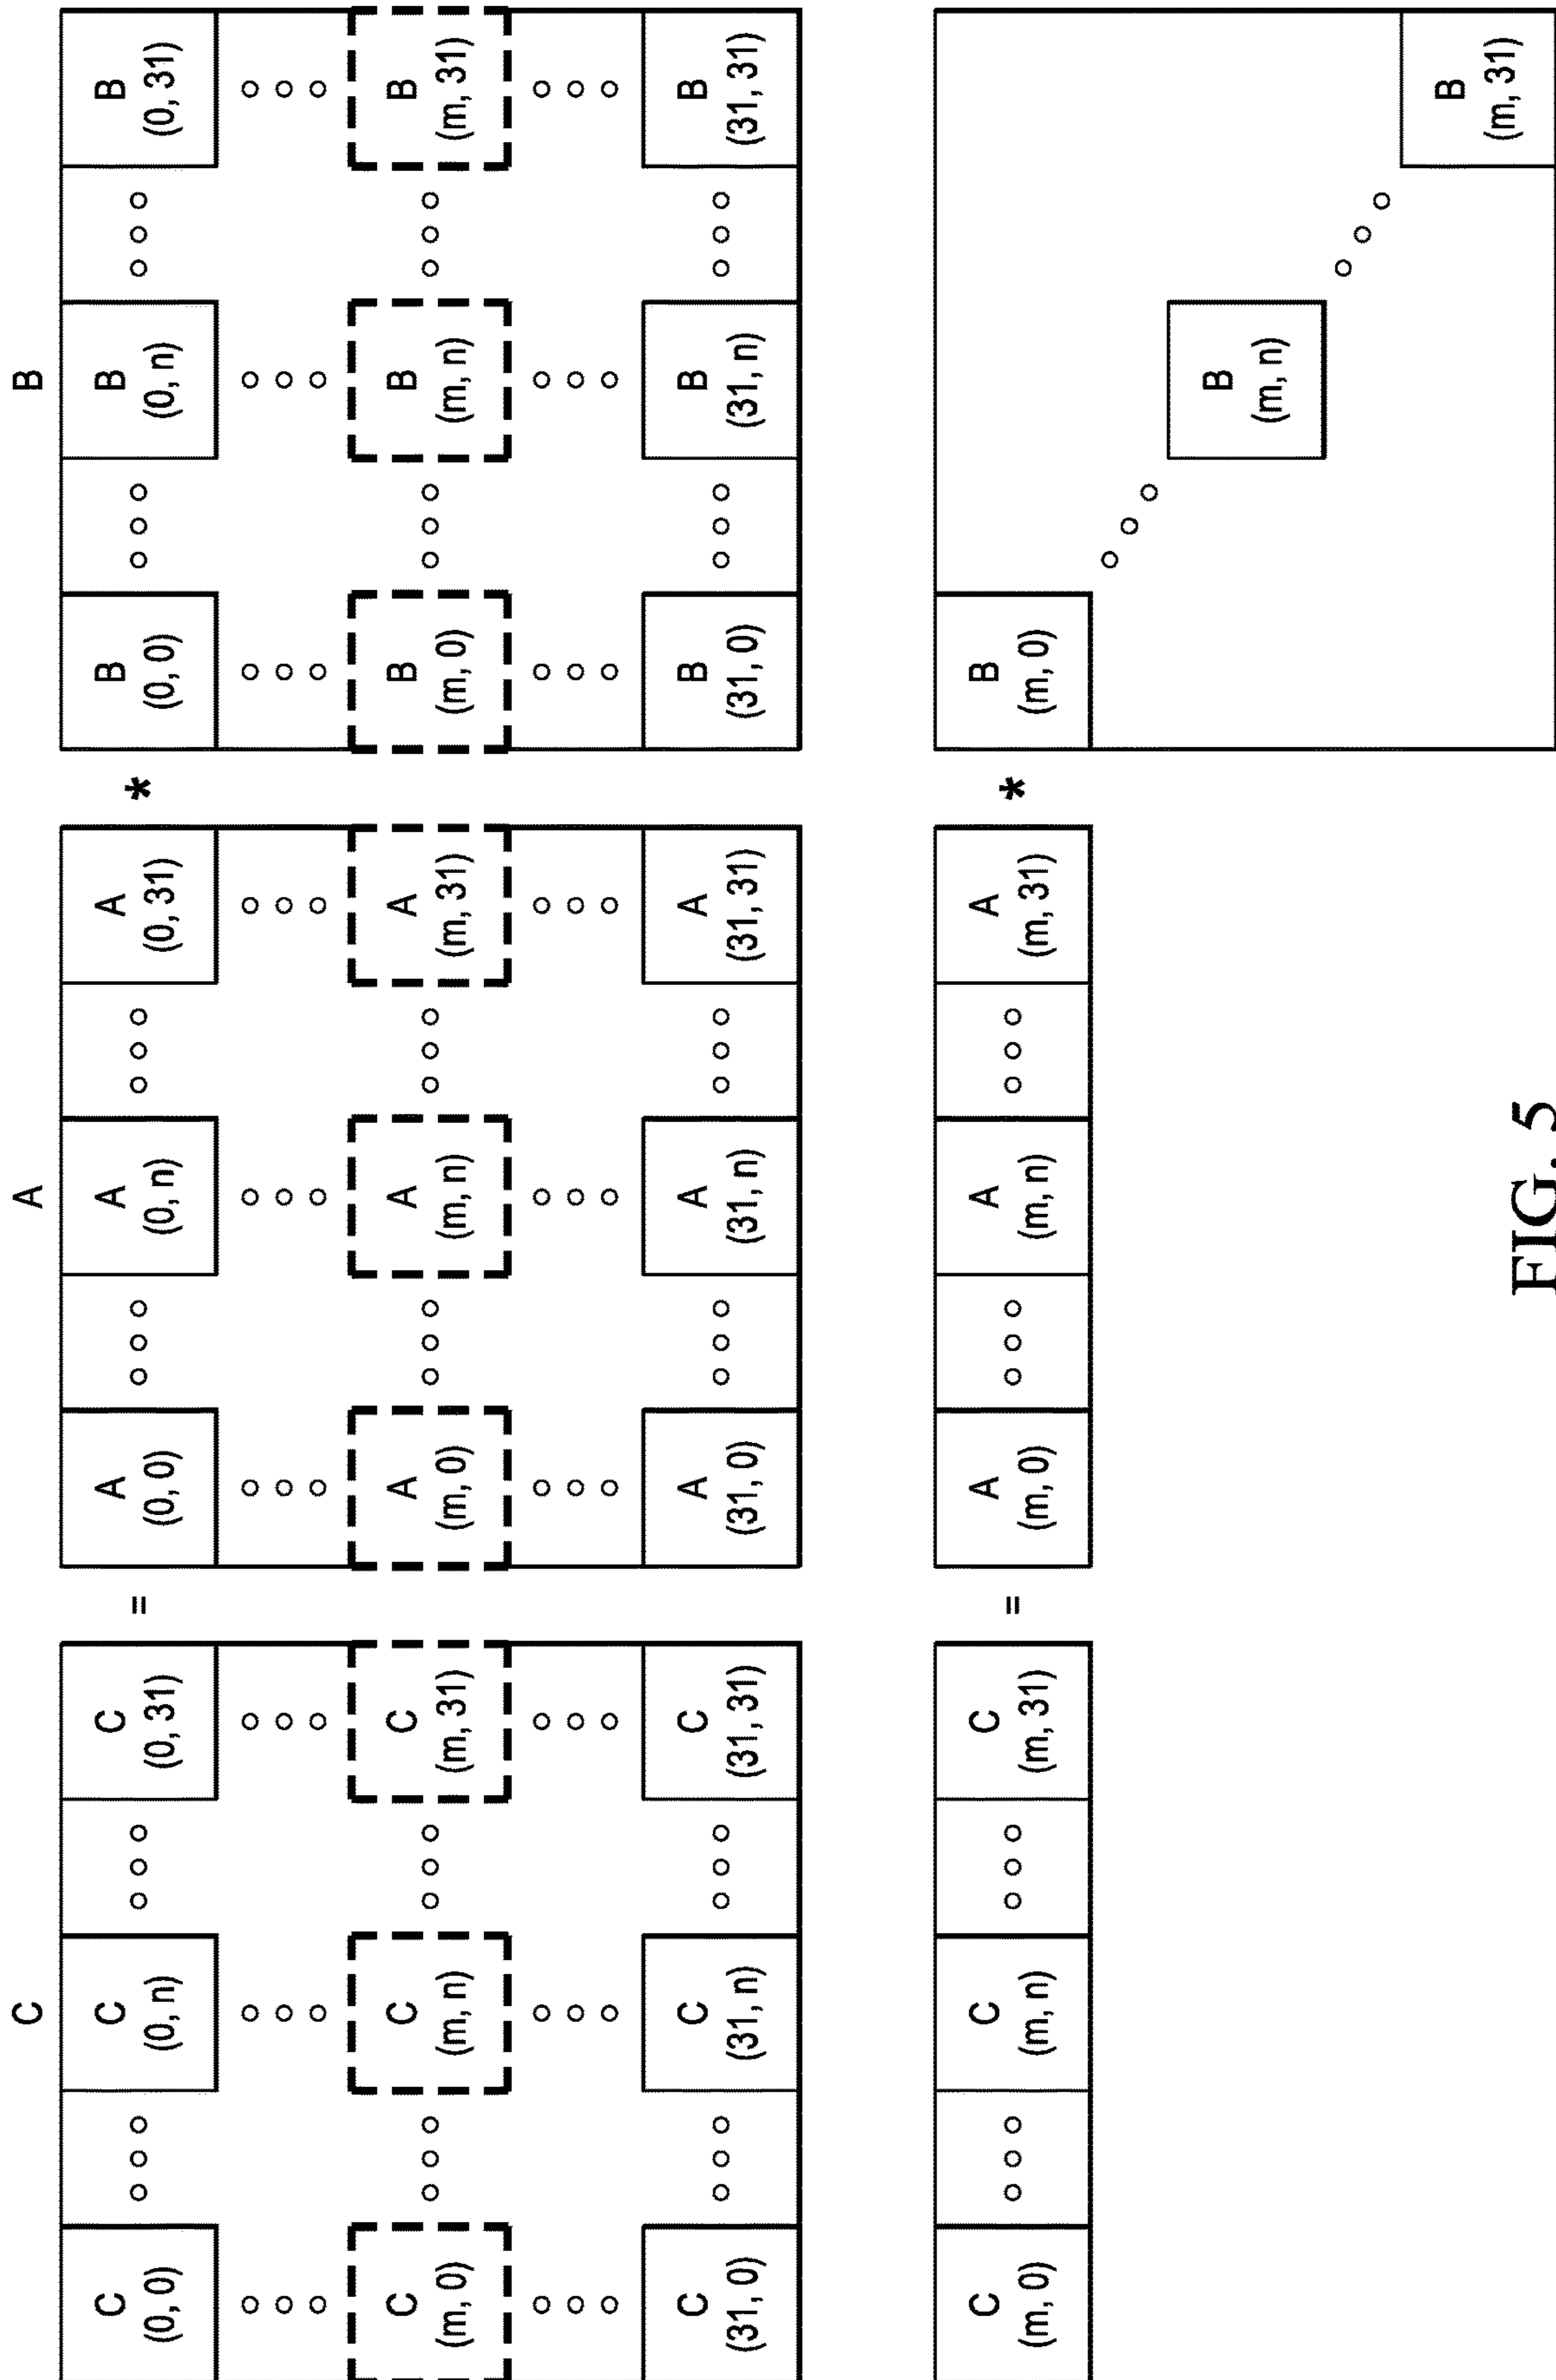 C A B
C (0, 0) ○ ○ ○ C (0, n) ○ ○ ○ C (0, 31) = A (0, 0) ○ ○ ○ A (0, n) ○ ○ ○ A (0, 31) * B (0, 0) ○ ○ ○ B (0, n) ○ ○ ○ B (0, 31)
C (m, 0) ○ ○ ○ C (m, n) ○ ○ ○ C (m, 31) A (m, 0) ○ ○ ○ A (m, n) ○ ○ ○ A (m, 31) B (m, 0) ○ ○ ○ B (m, n) ○ ○ ○ B (m, 31)
C (31, 0) ○ ○ ○ C (31, n) ○ ○ ○ C (31, 31) A (31, 0) ○ ○ ○ A (31, n) ○ ○ ○ A (31, 31) B (31, 0) ○ ○ ○ B (31, n) ○ ○ ○ B (31, 31)
C (m, 0) ○ ○ ○ C (m, n) ○ ○ ○ C (m, 31) = A (m, 0) ○ ○ ○ A (m, n) ○ ○ ○ A (m, 31) * B (m, 0)
B (m, n)
B (m, 31)
FIG. 5